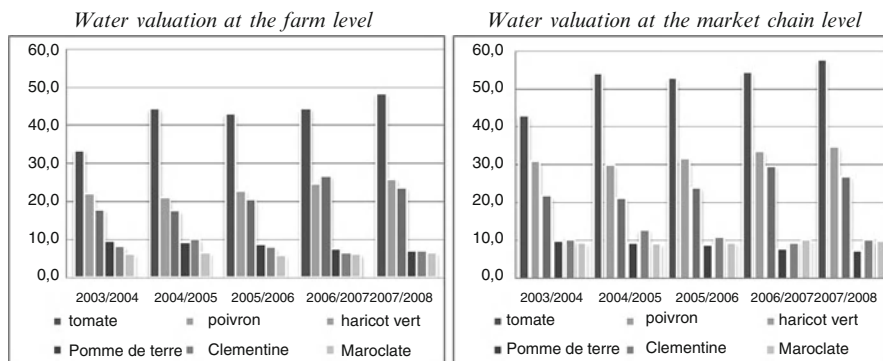 Water valuation at the farm level
60,0
50,0
40,0
30,0
20,0
10,0
0,0
2003/2004 2004/2005 2005/2006 2006/2007 2007/2008
tomate poivron haricot vert
Pomme de terre Clementine Maroclate
Water valuation at the market chain level
60,0
50,0
40,0
30,0
20,0
10,0
0,0
2003/2004 2004/2005 2005/2006 2006/2007 2007/2008
tomate poivron haricot vert
Pomme de terre Clementine Maroclate